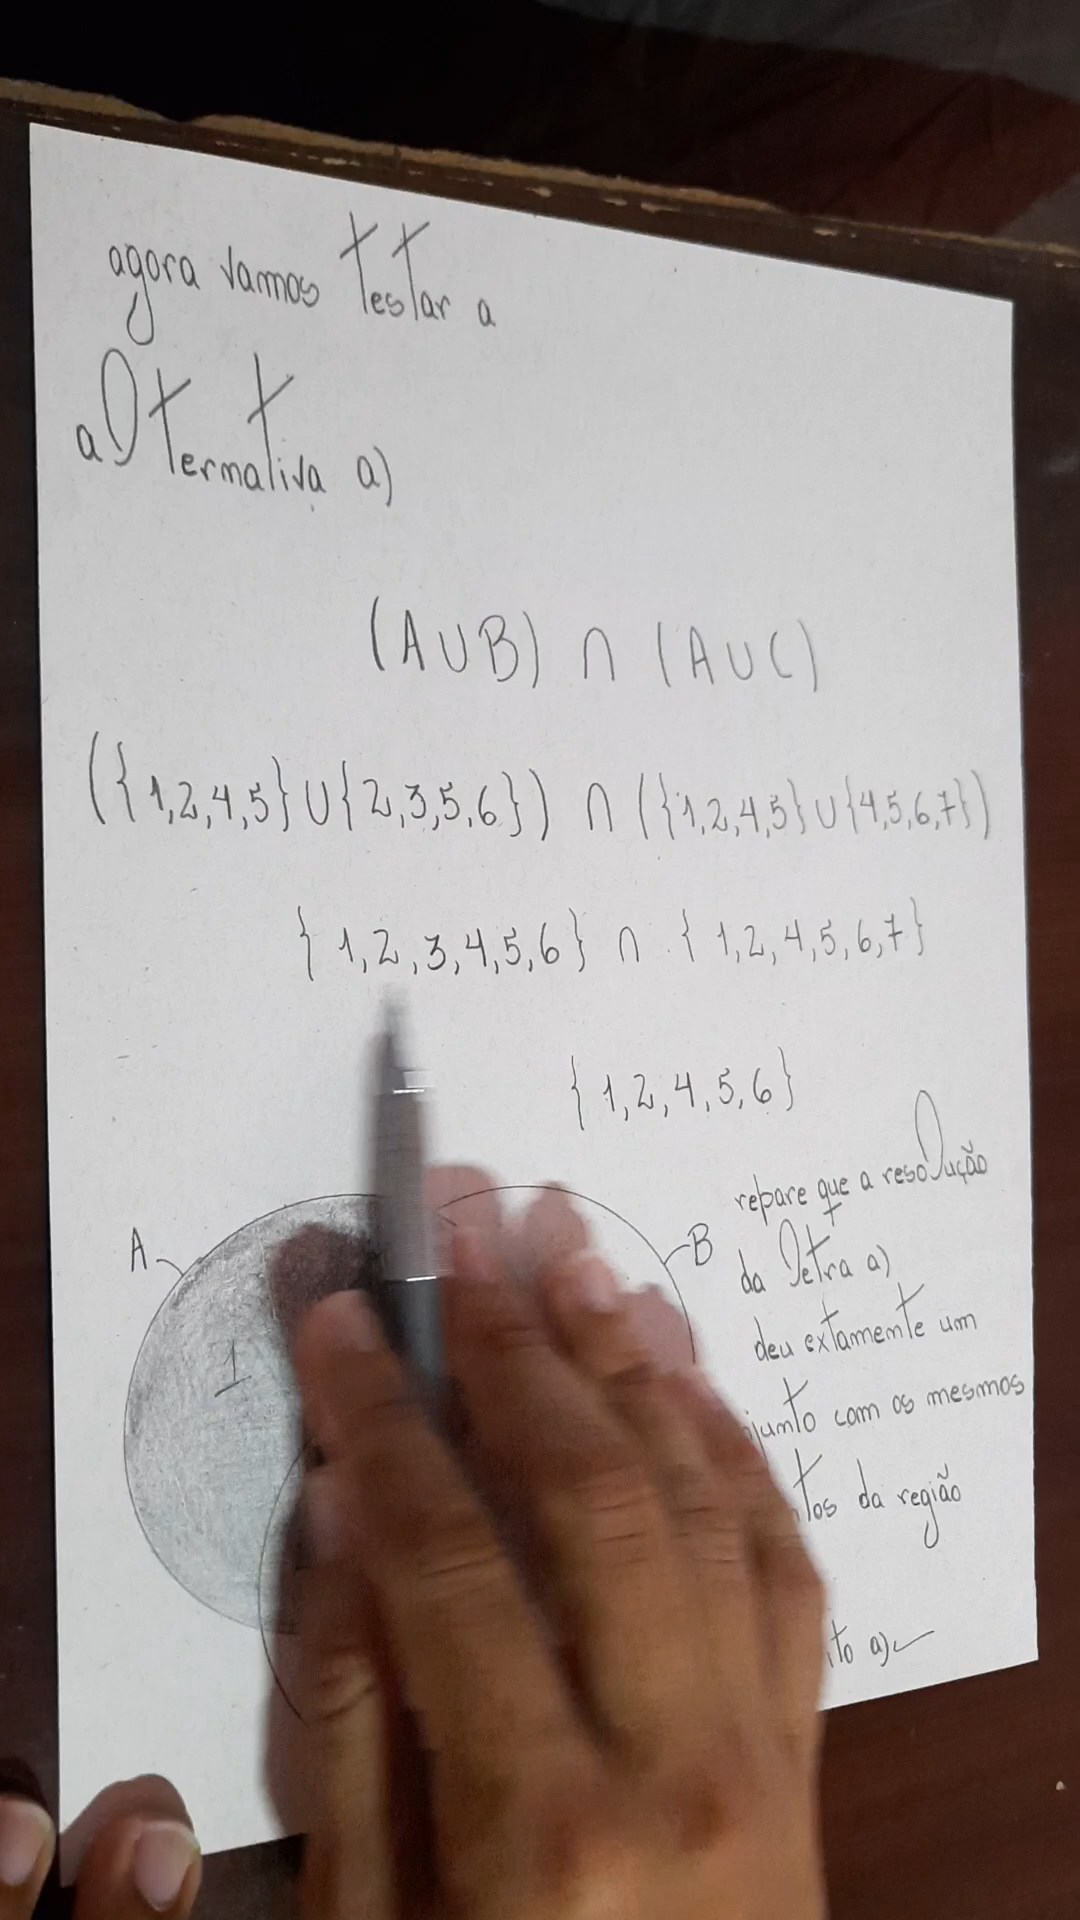 agora vamos testar a
alternativa a)
(A∪B) ∩ (A∪C)
({1,2,4,5}∪{2,3,5,6}) ∩ ({1,2,4,5}∪{4,5,6,7})
{1,2,3,4,5,6} ∩ {1,2,4,5,6,7}
{1,2,4,5,6}
repare que a resolução
da letra a)
deu extamente um
com os mesmos
da região
a)
A
B
1